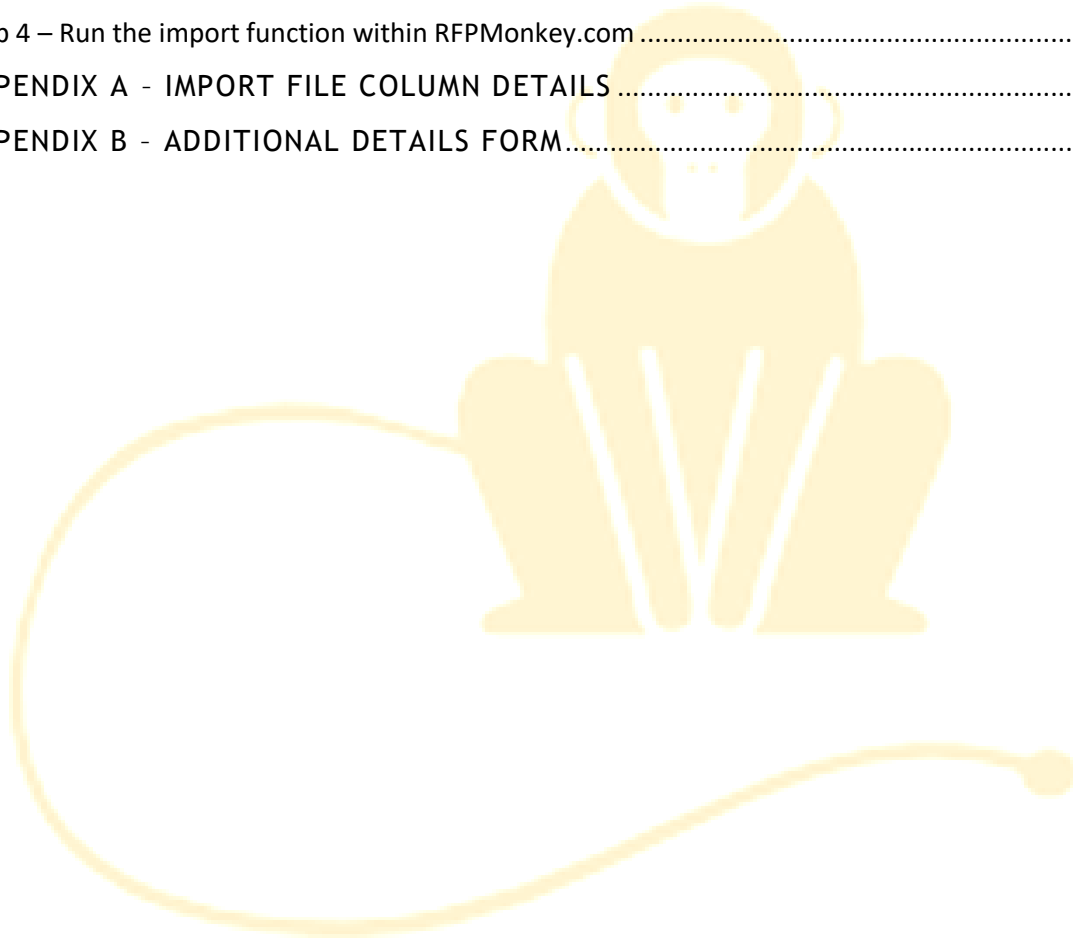 p 4 – Run the import function within RFPMonkey.com ..........................................................
PENDIX A – IMPORT FILE COLUMN DETAILS .............................................................
PENDIX B – ADDITIONAL DETAILS FORM....................................................................